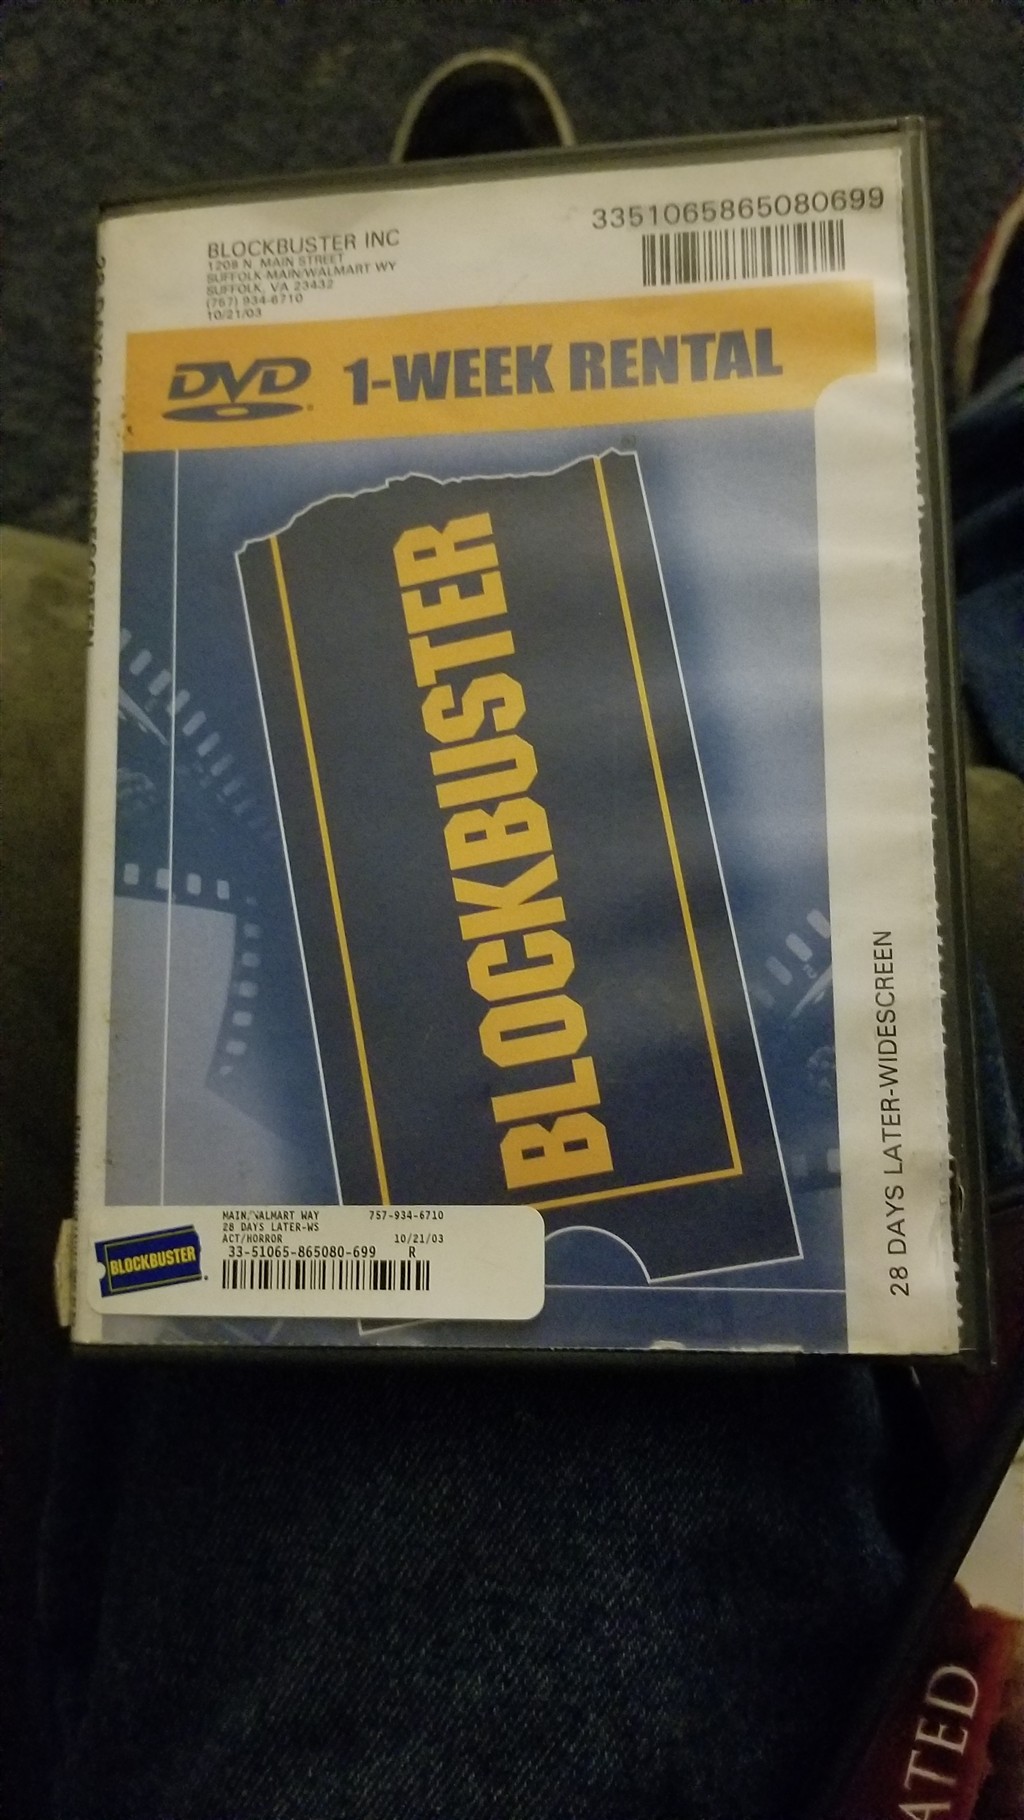 3351065865080699
BLOCKBUSTER INC
1208 N. MAIN STREET
SUFFOLK-MAIN/WALMART WY
SUFFOLK, VA 23432
(757) 934-6710
10/21/03
DVD 1-WEEK RENTAL
BLOCKBUSTER
28 DAYS LATER-WIDESCREEN
BLOCKBUSTER
MAIN/WALMART WAY 757-934-6710
28 DAYS LATER-WS
ACT/HORROR 10/21/03
33-51065-865080-699 R
ATED